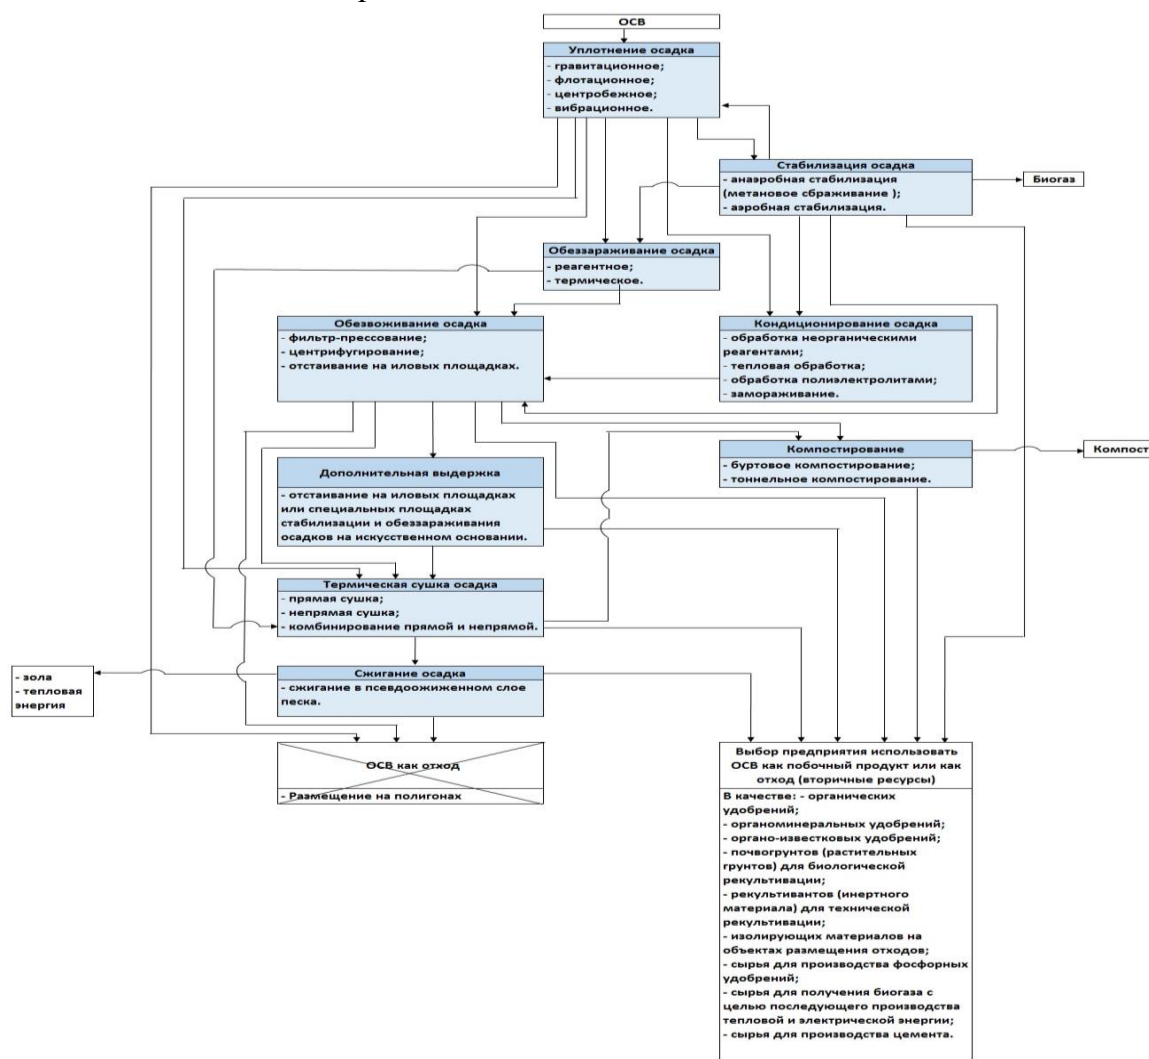 ОСВ
Уплотнение осадка
- гравитационное;
- флотационное;
- центробежное;
- вибрационное.
Стабилизация осадка
- анаэробная стабилизация
(метановое сбраживание );
- аэробная стабилизация.
Биогаз
Обеззараживание осадка
- реагентное;
- термическое.
Обезвоживание осадка
- фильтр-прессование;
- центрифугирование;
- отстаивание на иловых площадках.
Кондиционирование осадка
- обработка неорганическими
реагентами;
- тепловая обработка;
- обработка полиэлектролитами;
- замораживание.
Компостирование
- буртовое компостирование;
- тоннельное компостирование.
Компост
Дополнительная выдержка
- отстаивание на иловых площадках
или специальных площадках
стабилизации и обеззараживания
осадков на искусственном основании.
Термическая сушка осадка
- прямая сушка;
- непрямая сушка;
- комбинирование прямой и непрямой.
Сжигание осадка
- сжигание в псевдоожиженном слое
песка.
- зола
- тепловая
энергия
ОСВ как отход
- Размещение на полигонах
Выбор предприятия использовать
ОСВ как побочный продукт или как
отход (вторичные ресурсы)
В качестве: - органических
удобрений;
- органоминеральных удобрений;
- органо-известковых удобрений;
- почвогрунтов (растительных
грунтов) для биологической
рекультивации;
- рекультивантов (инертного
материала) для технической
рекультивации;
- изолирующих материалов на
объектах размещения отходов;
- сырья для производства фосфорных
удобрений;
- сырья для получения биогаза с
целью последующего производства
тепловой и электрической энергии;
- сырья для производства цемента.